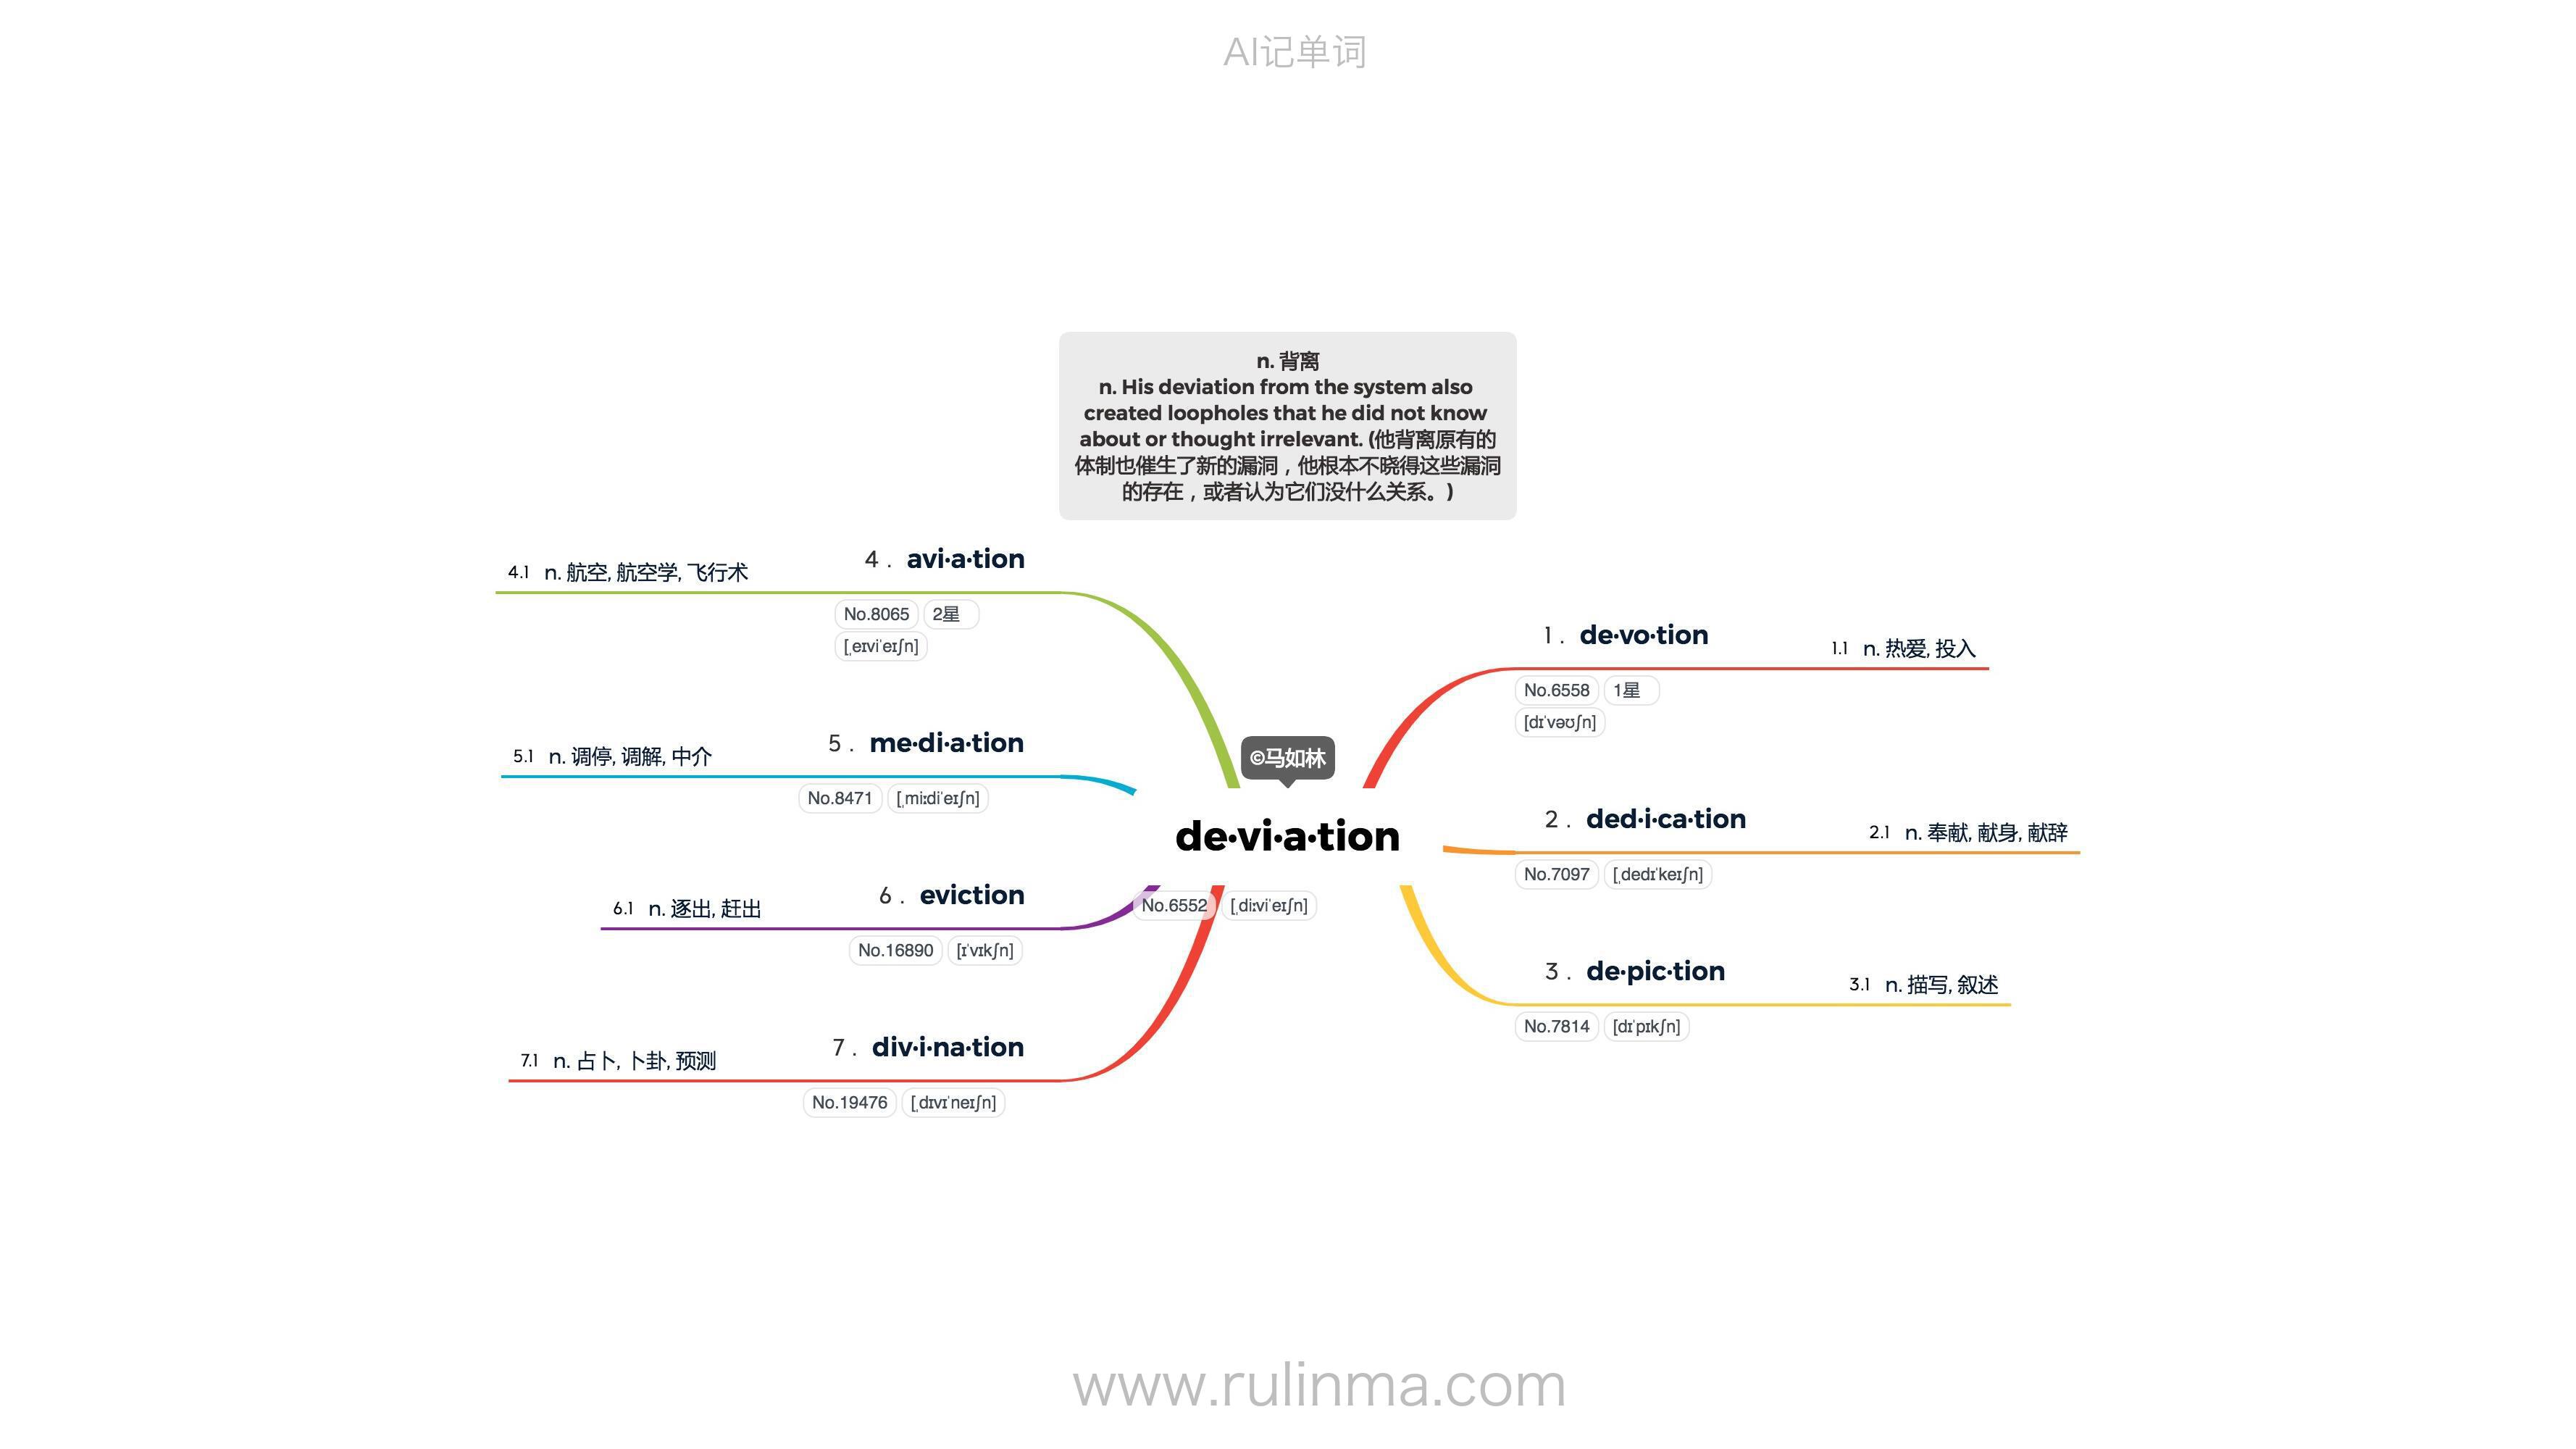 AI记单词
n. 背离
n. His deviation from the system also
created loopholes that he did not know
about or thought irrelevant. (他背离原有的
体制也催生了新的漏洞，他根本不晓得这些漏洞
的存在，或者认为它们没什么关系。)
©马如林
de·vi·a·tion
No.6552 [ˌdiːviˈeɪʃn]
1. de·vo·tion
1.1 n. 热爱, 投入
No.6558 1星
[dɪˈvəʊʃn]
2. ded·i·ca·tion
2.1 n. 奉献, 献身, 献辞
No.7097 [ˌdedɪˈkeɪʃn]
3. de·pic·tion
3.1 n. 描写, 叙述
No.7814 [dɪˈpɪkʃn]
4. avi·a·tion
4.1 n. 航空, 航空学, 飞行术
No.8065 2星
[ˌeɪviˈeɪʃn]
5. me·di·a·tion
5.1 n. 调停, 调解, 中介
No.8471 [ˌmiːdiˈeɪʃn]
6. eviction
6.1 n. 逐出, 赶出
No.16890 [ɪˈvɪkʃn]
7. div·i·na·tion
7.1 n. 占卜, 卜卦, 预测
No.19476 [ˌdɪvɪˈneɪʃn]
www.rulinma.com